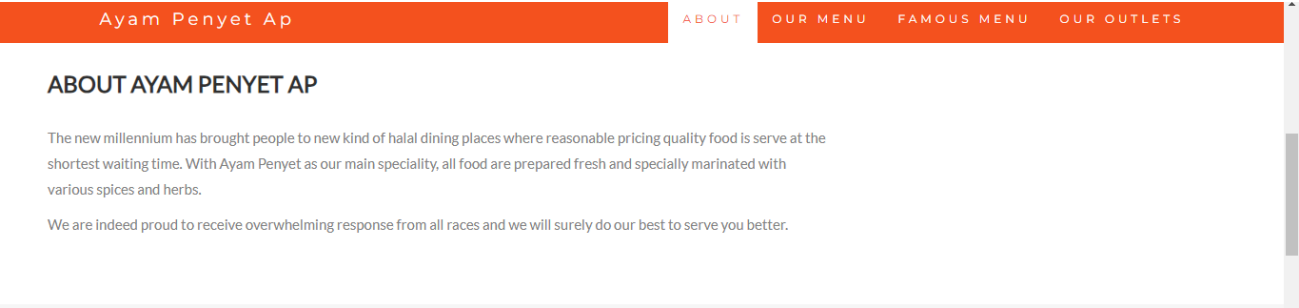 Ayam Penyet Ap
ABOUT
OUR MENU
FAMOUS MENU
OUR OUTLETS
ABOUT AYAM PENYET AP
The new millennium has brought people to new kind of halal dining places where reasonable pricing quality food is serve at the
shortest waiting time. With Ayam Penyet as our main speciality, all food are prepared fresh and specially marinated with
various spices and herbs.
We are indeed proud to receive overwhelming response from all races and we will surely do our best to serve you better.